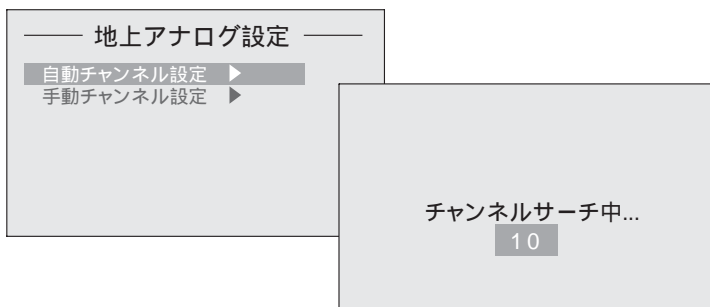 地上アナログ設定
自動チャンネル設定 ▶
手動チャンネル設定 ▶
チャンネルサーチ中...
10